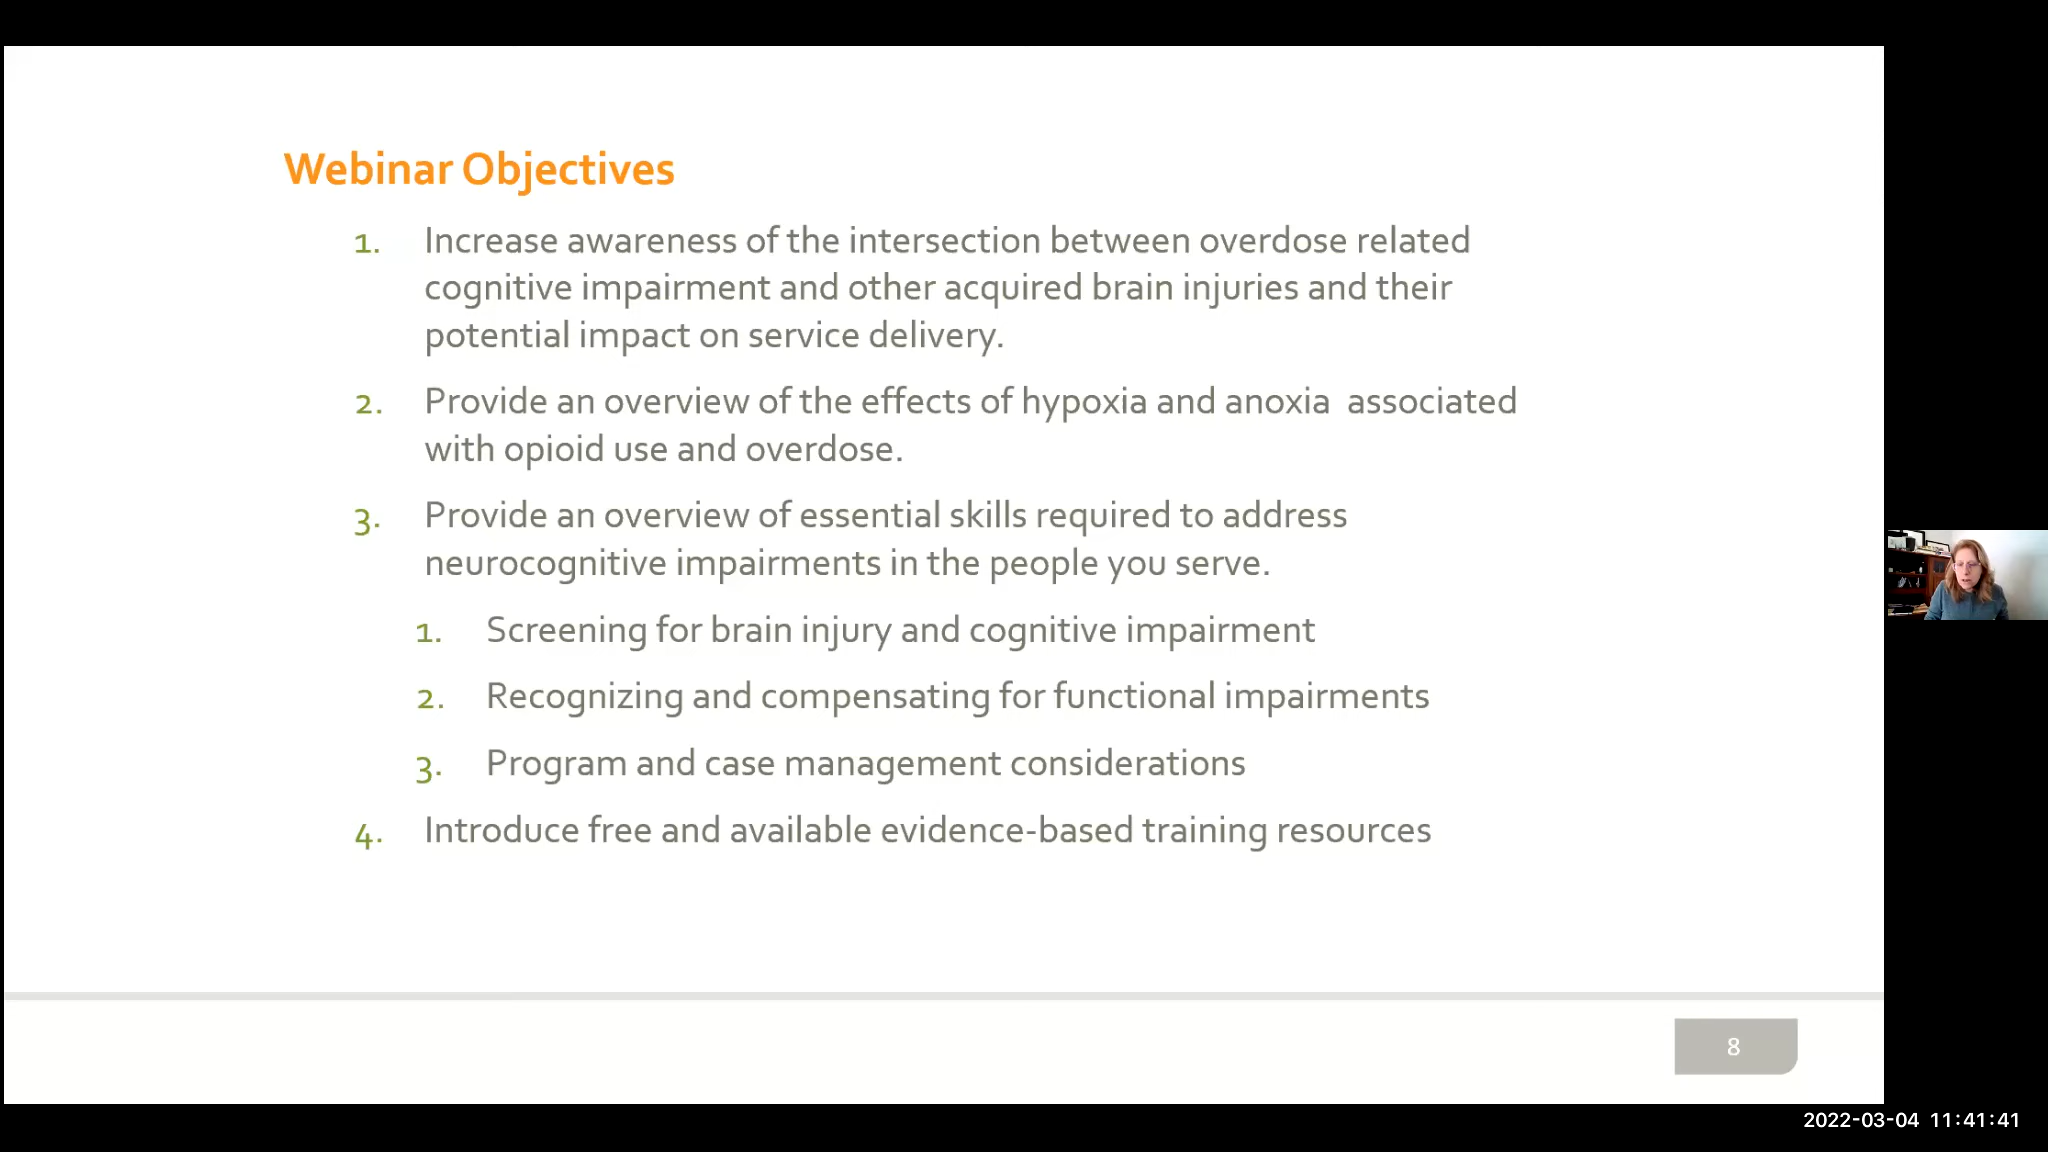 Webinar Objectives
1. Increase awareness of the intersection between overdose related
cognitive impairment and other acquired brain injuries and their
potential impact on service delivery.
2. Provide an overview of the effects of hypoxia and anoxia  associated
with opioid use and overdose.
3. Provide an overview of essential skills required to address
neurocognitive impairments in the people you serve.
1. Screening for brain injury and cognitive impairment
2. Recognizing and compensating for functional impairments
3. Program and case management considerations
4. Introduce free and available evidence-based training resources
8
2022-03-04 11:41:41